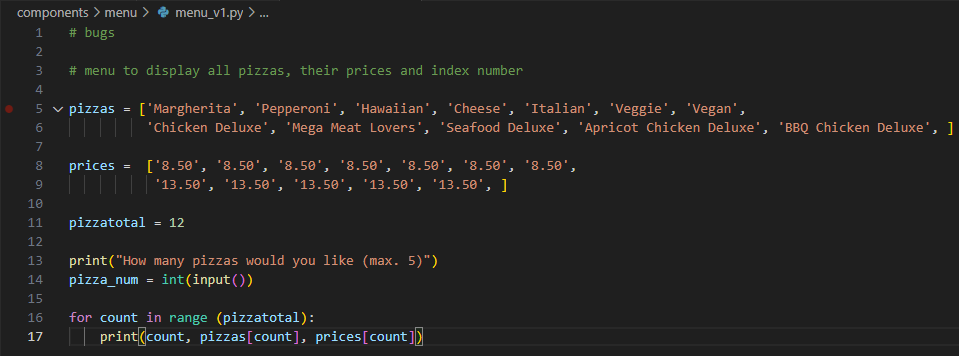 components > menu > menu_v1.py > ...
1 # bugs
2
3 # menu to display all pizzas, their prices and index number
4
5 pizzas = ['Margherita', 'Pepperoni', 'Hawaiian', 'Cheese', 'Italian', 'Veggie', 'Vegan',
6 'Chicken Deluxe', 'Mega Meat Lovers', 'Seafood Deluxe', 'Apricot Chicken Deluxe', 'BBQ Chicken Deluxe', ]
7
8 prices =  ['8.50', '8.50', '8.50', '8.50', '8.50', '8.50', '8.50',
9 '13.50', '13.50', '13.50', '13.50', '13.50', ]
10
11 pizzatotal = 12
12
13 print("How many pizzas would you like (max. 5)")
14 pizza_num = int(input())
15
16 for count in range (pizzatotal):
17 print(count, pizzas[count], prices[count])